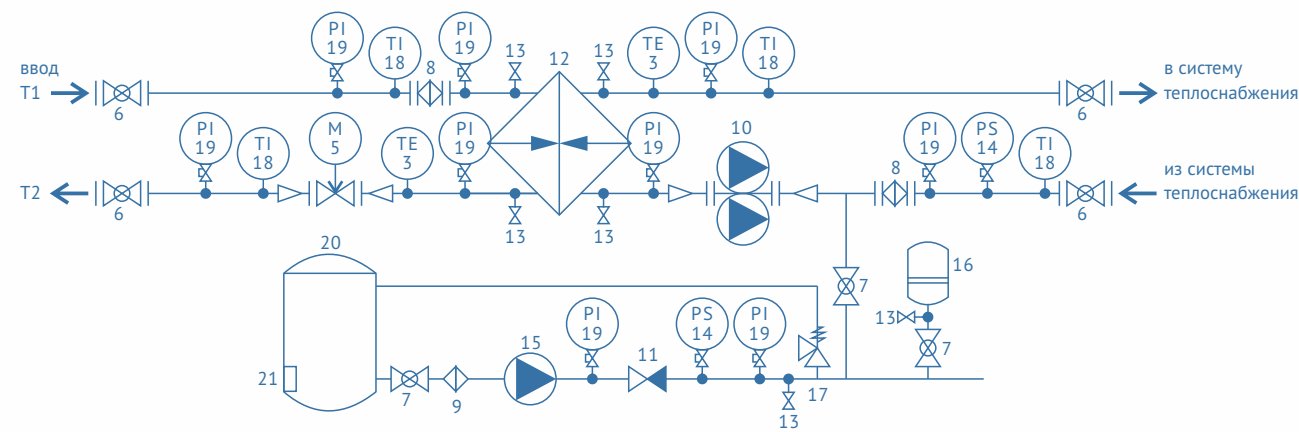 PI
19
TI
18
8
PI
19
13
12
13
TE
3
PI
19
TI
18
ввод
T1
6
6
в систему
теплоснабжения
PI
19
TI
18
M
5
TE
3
PI
19
PI
19
10
8
PI
19
PS
14
TI
18
T2
6
13
13
6
из системы
теплоснабжения
20
7
16
13
7
PI
19
PS
14
PI
19
15
11
21
7
9
17
13